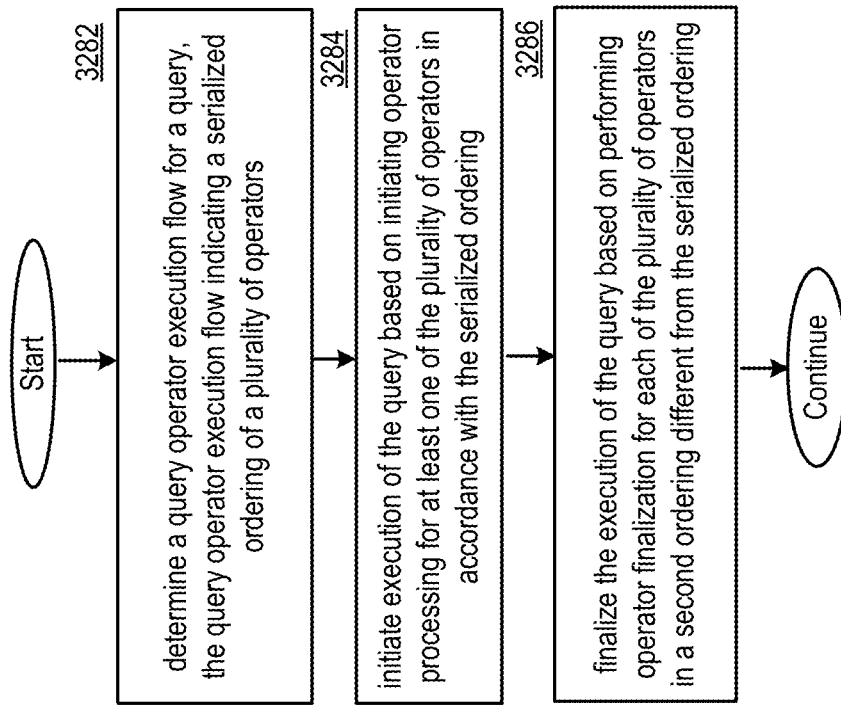 Start
3282
determine a query operator execution flow for a query,
the query operator execution flow indicating a serialized
ordering of a plurality of operators
3284
initiate execution of the query based on initiating operator
processing for at least one of the plurality of operators in
accordance with the serialized ordering
3286
finalize the execution of the query based on performing
operator finalization for each of the plurality of operators
in a second ordering different from the serialized ordering
Continue